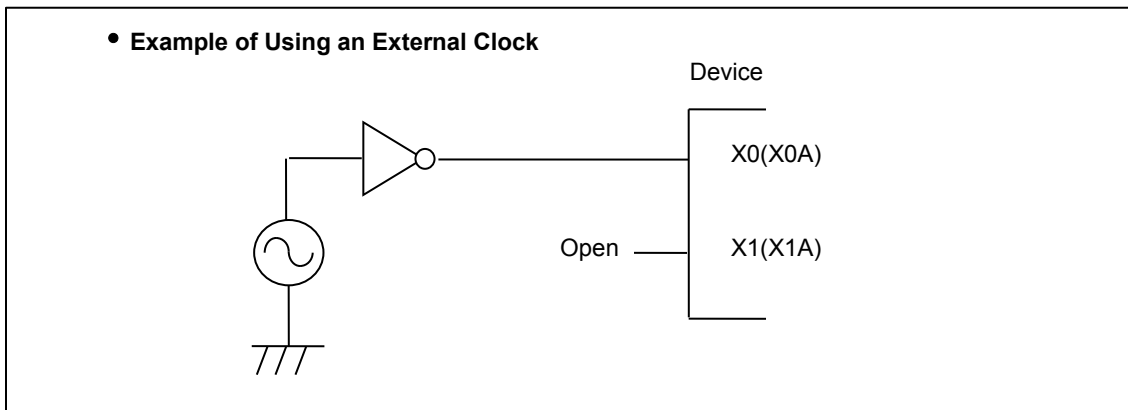 • Example of Using an External Clock
Device
X0(X0A)
Open
X1(X1A)